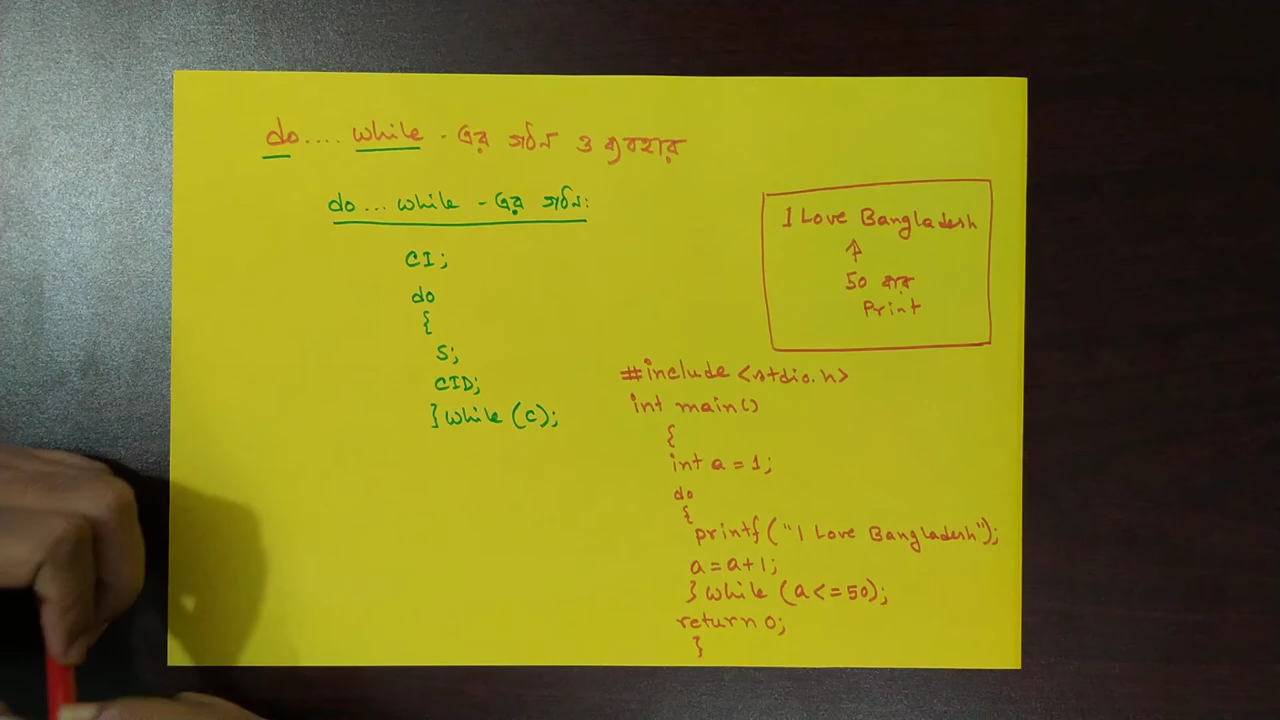 do.... while - এর গঠন ও ব্যবহার
do... while - এর গঠন:
CI;
do
{
S;
CID;
} while (c);
I Love Bangladesh
↑
50 বার
Print
#include <stdio.h>
int main()
{
int a = 1;
do
{
printf ("I Love Bangladesh");
a = a+1;
} while (a<=50);
return 0;
}